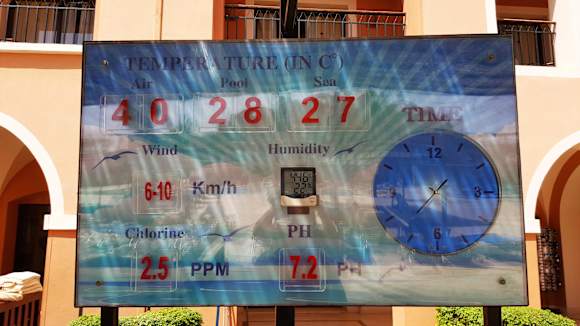 TEMPERATURE (IN C°)
Air Pool Sea
40 28 27
TIME
Wind Humidity
6-10 Km/h
12
3
6
9
Chlorine PH
2.5 PPM 7.2 PH